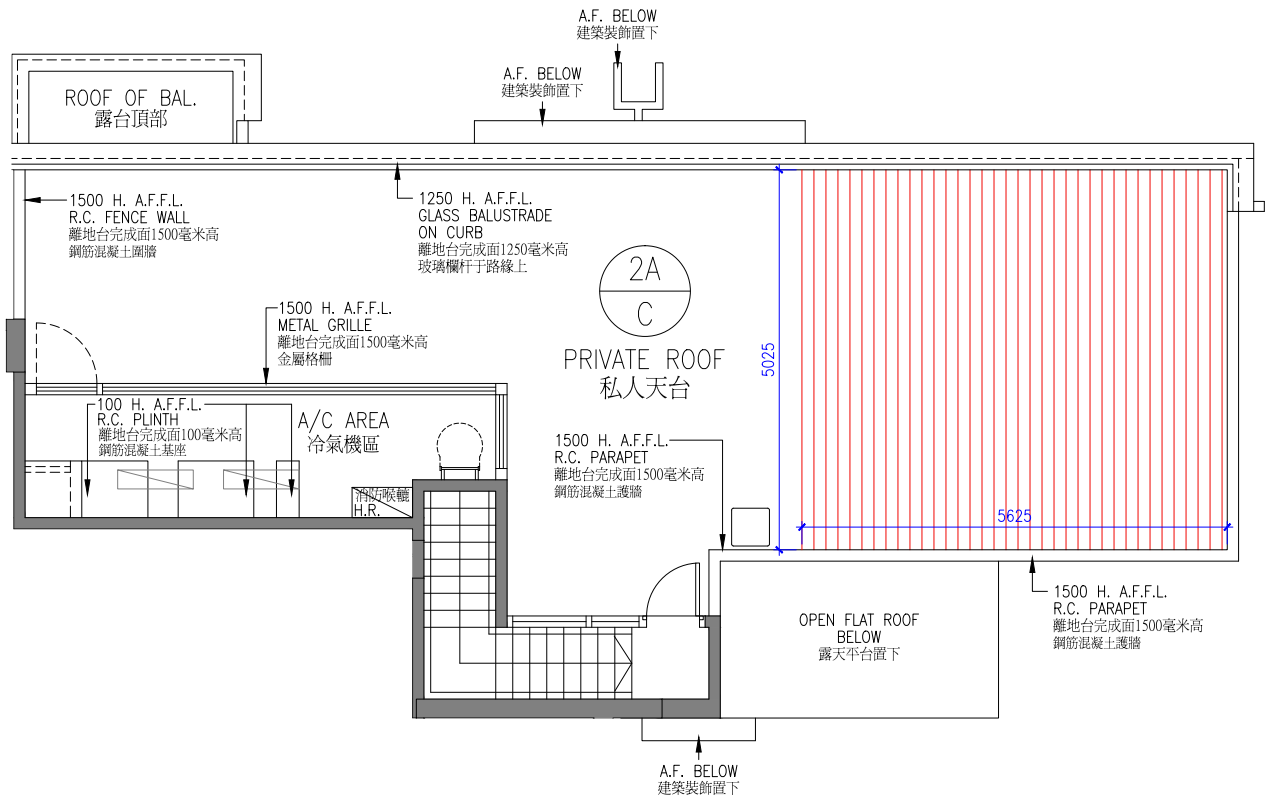 A.F. BELOW
建築裝飾置下
A.F. BELOW
建築裝飾置下
ROOF OF BAL.
露台頂部
1500 H. A.F.F.L.
R.C. FENCE WALL
離地台完成面1500毫米高
鋼筋混凝土圍牆
1250 H. A.F.F.L.
GLASS BALUSTRADE
ON CURB
離地台完成面1250毫米高
玻璃欄杆于路緣上
2A
C
PRIVATE ROOF
私人天台
5025
1500 H. A.F.F.L.
METAL GRILLE
離地台完成面1500毫米高
金屬格柵
100 H. A.F.F.L.
R.C. PLINTH
離地台完成面100毫米高
鋼筋混凝土基座
A/C AREA
冷氣機區
1500 H. A.F.F.L.
R.C. PARAPET
離地台完成面1500毫米高
鋼筋混凝土護牆
消防喉轆
H.R.
5625
1500 H. A.F.F.L.
R.C. PARAPET
離地台完成面1500毫米高
鋼筋混凝土護牆
OPEN FLAT ROOF
BELOW
露天平台置下
A.F. BELOW
建築裝飾置下